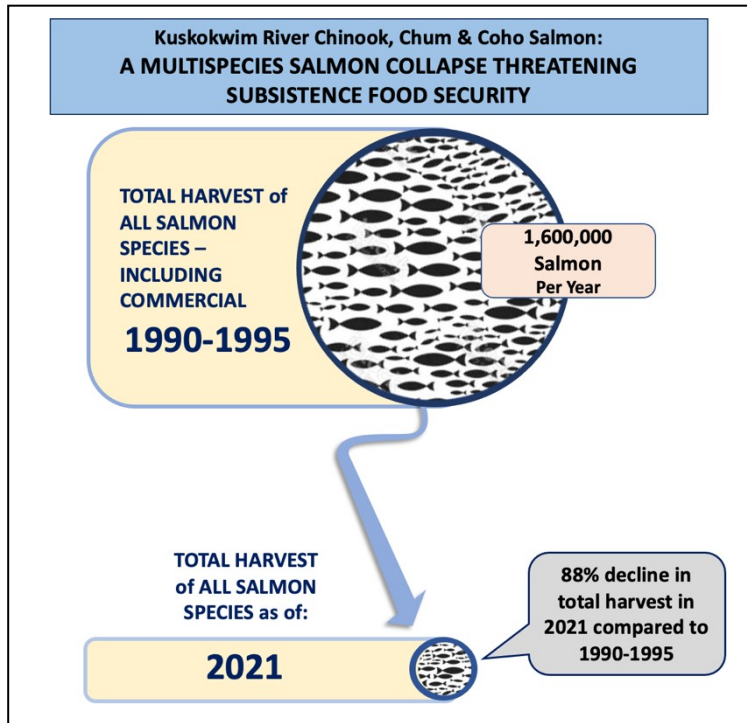 Kuskokwim River Chinook, Chum & Coho Salmon:
A MULTISPECIES SALMON COLLAPSE THREATENING
SUBSISTENCE FOOD SECURITY
TOTAL HARVEST of
ALL SALMON
SPECIES –
INCLUDING
COMMERCIAL
1990-1995
1,600,000
Salmon
Per Year
TOTAL HARVEST
of ALL SALMON
SPECIES as of:
2021
88% decline in
total harvest in
2021 compared to
1990-1995